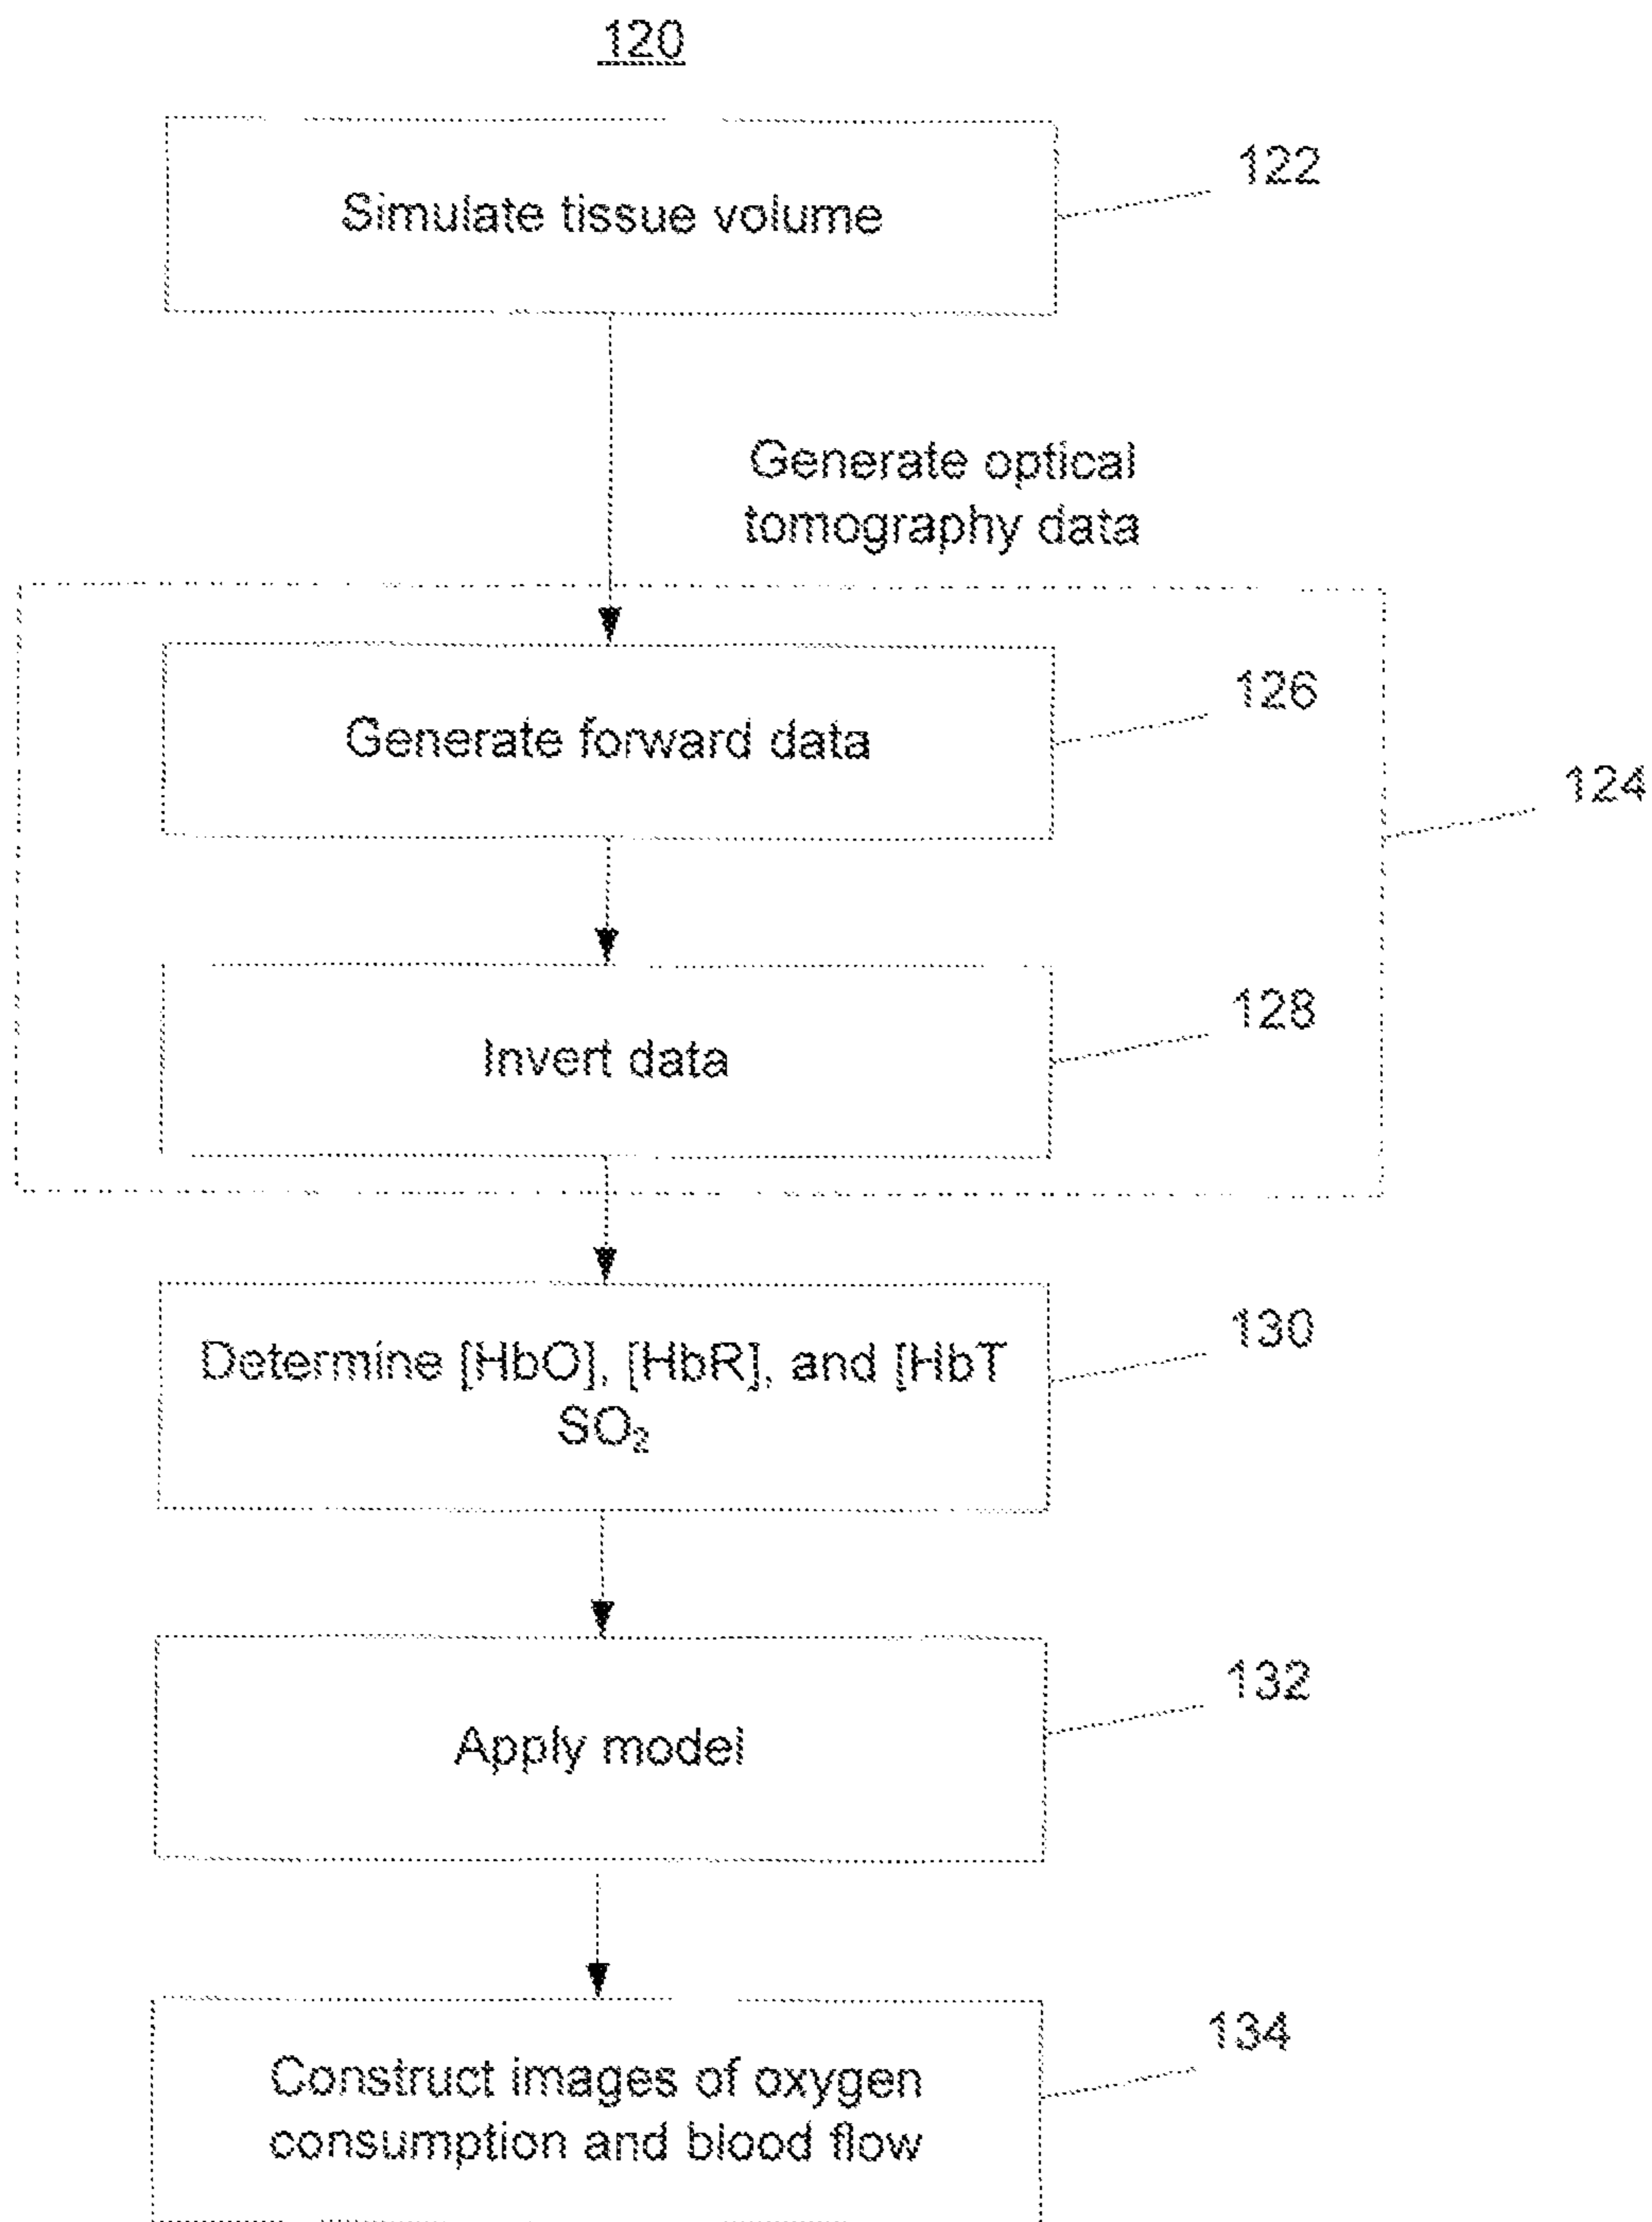 120
Simulate tissue volume
122
Generate optical
tomography data
Generate forward data
126
124
Invert data
128
Determine [HbO], [HbR], and [HbT
SO₂
130
Apply model
132
Construct images of oxygen
consumption and blood flow
134